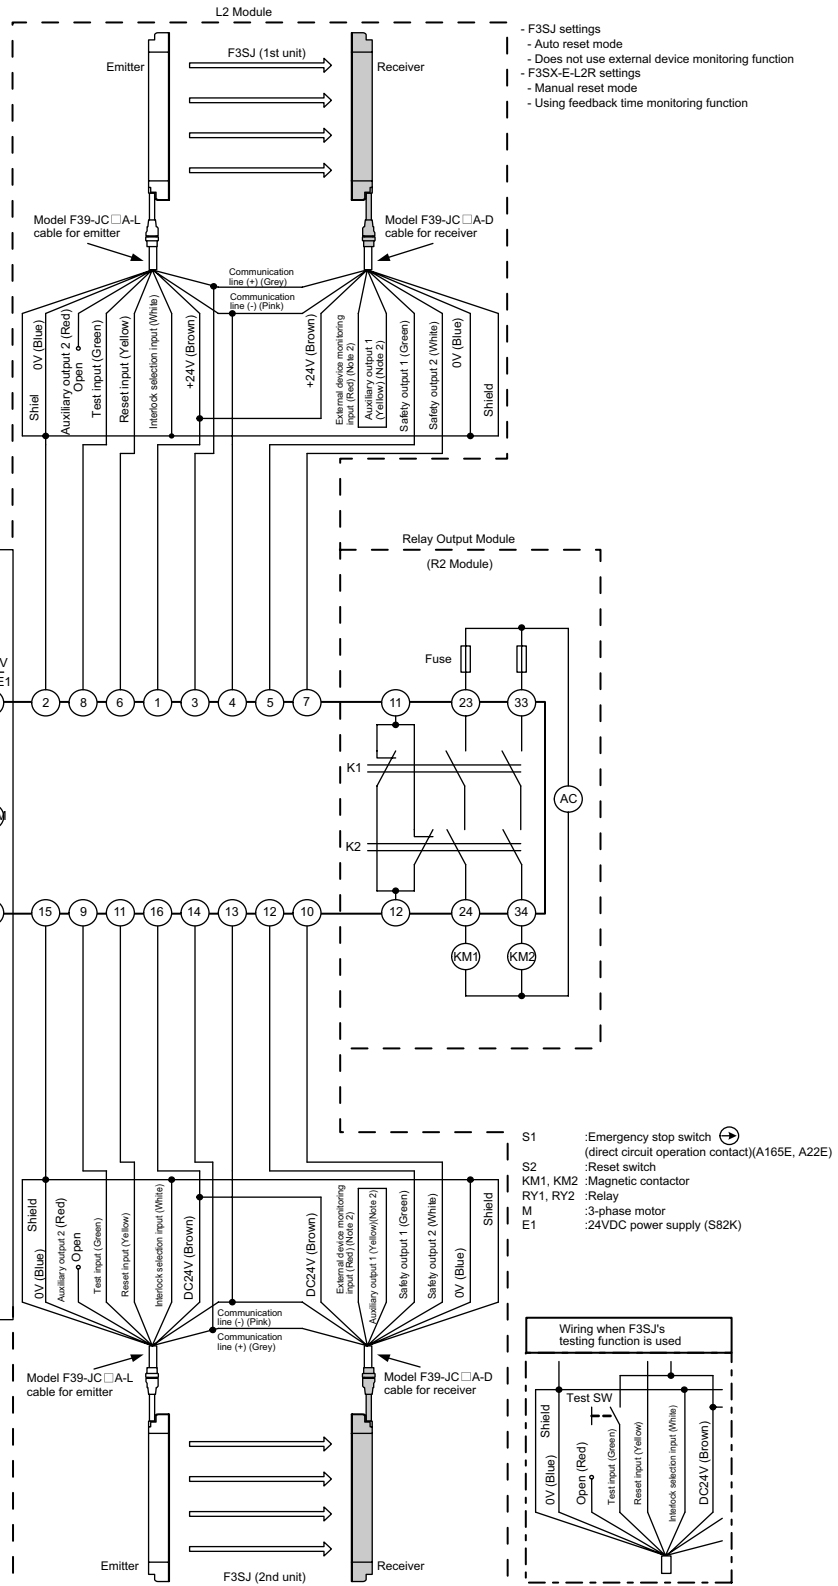 L2 Module
- F3SJ settings
- Auto reset mode
- Does not use external device monitoring function
- F3SX-E-L2R settings
- Manual reset mode
- Using feedback time monitoring function
F3SJ (1st unit)
Emitter
Receiver
Model F39-JC□A-L
cable for emitter
Model F39-JC□A-D
cable for receiver
Communication
line (+) (Grey)
Communication
line (-) (Pink)
Shiel
0V (Blue)
Auxiliary output 2 (Red)
Open
Test input (Green)
Reset input (Yellow)
Interlock selection input (White)
+24V (Brown)
+24V (Brown)
External device monitoring
input (Red) (Note 2)
Auxiliary output 1
(Yellow) (Note 2)
Safety output 1 (Green)
Safety output 2 (White)
0V (Blue)
Shield
Relay Output Module
(R2 Module)
Fuse
V
E1
2 8 6 1 3 4 5 7 11 23 33
K1
AC
K2
15 9 11 16 14 13 12 10 12 24 34
KM1 KM2
S1 :Emergency stop switch
(direct circuit operation contact)(A165E, A22E)
S2 :Reset switch
KM1, KM2 :Magnetic contactor
RY1, RY2 :Relay
M :3-phase motor
E1 :24VDC power supply (S82K)
Shield
0V (Blue)
Auxiliary output 2 (Red)
Open
Test input (Green)
Reset input (Yellow)
Interlock selection input (White)
DC24V (Brown)
DC24V (Brown)
External device monitoring
input (Red) (Note 2)
Auxiliary output 1 (Yellow)(Note 2)
Safety output 1 (Green)
Safety output 2 (White)
0V (Blue)
Shield
Communication
line (-) (Pink)
Communication
line (+) (Grey)
Model F39-JC□A-L
cable for emitter
Model F39-JC□A-D
cable for receiver
Emitter
Receiver
F3SJ (2nd unit)
Wiring when F3SJ's
testing function is used
Test SW
Shield
0V (Blue)
Open (Red)
Test input (Green)
Reset input (Yellow)
Interlock selection input (White)
DC24V (Brown)